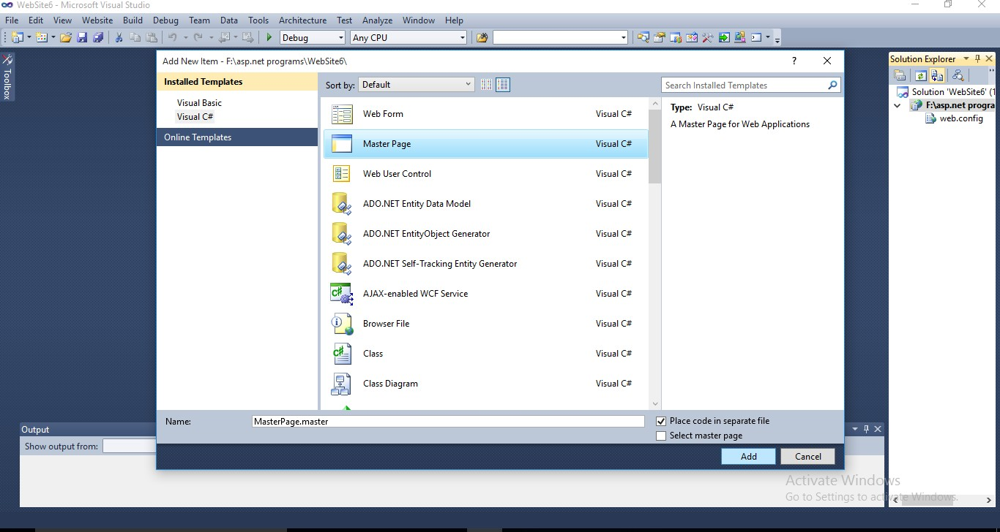 WebSite6 - Microsoft Visual Studio
File Edit View Website Build Debug Team Data Tools Architecture Test Analyze Window Help
Debug Any CPU
Toolbox
Add New Item - F:\asp.net programs\WebSite6\
?
Installed Templates
Visual Basic
Visual C#
Online Templates
Sort by: Default
Search Installed Templates
Web Form Visual C#
Master Page Visual C#
Web User Control Visual C#
ADO.NET Entity Data Model Visual C#
ADO.NET EntityObject Generator Visual C#
ADO.NET Self-Tracking Entity Generator Visual C#
AJAX-enabled WCF Service Visual C#
Browser File Visual C#
Class Visual C#
Class Diagram Visual C#
Type: Visual C#
A Master Page for Web Applications
Name: MasterPage.master
Place code in separate file
Select master page
Add Cancel
Solution Explorer
Solution 'WebSite6' (1
F:\asp.net progra
web.config
Output
Show output from:
Activate Windows
Go to Settings to activate Windows.